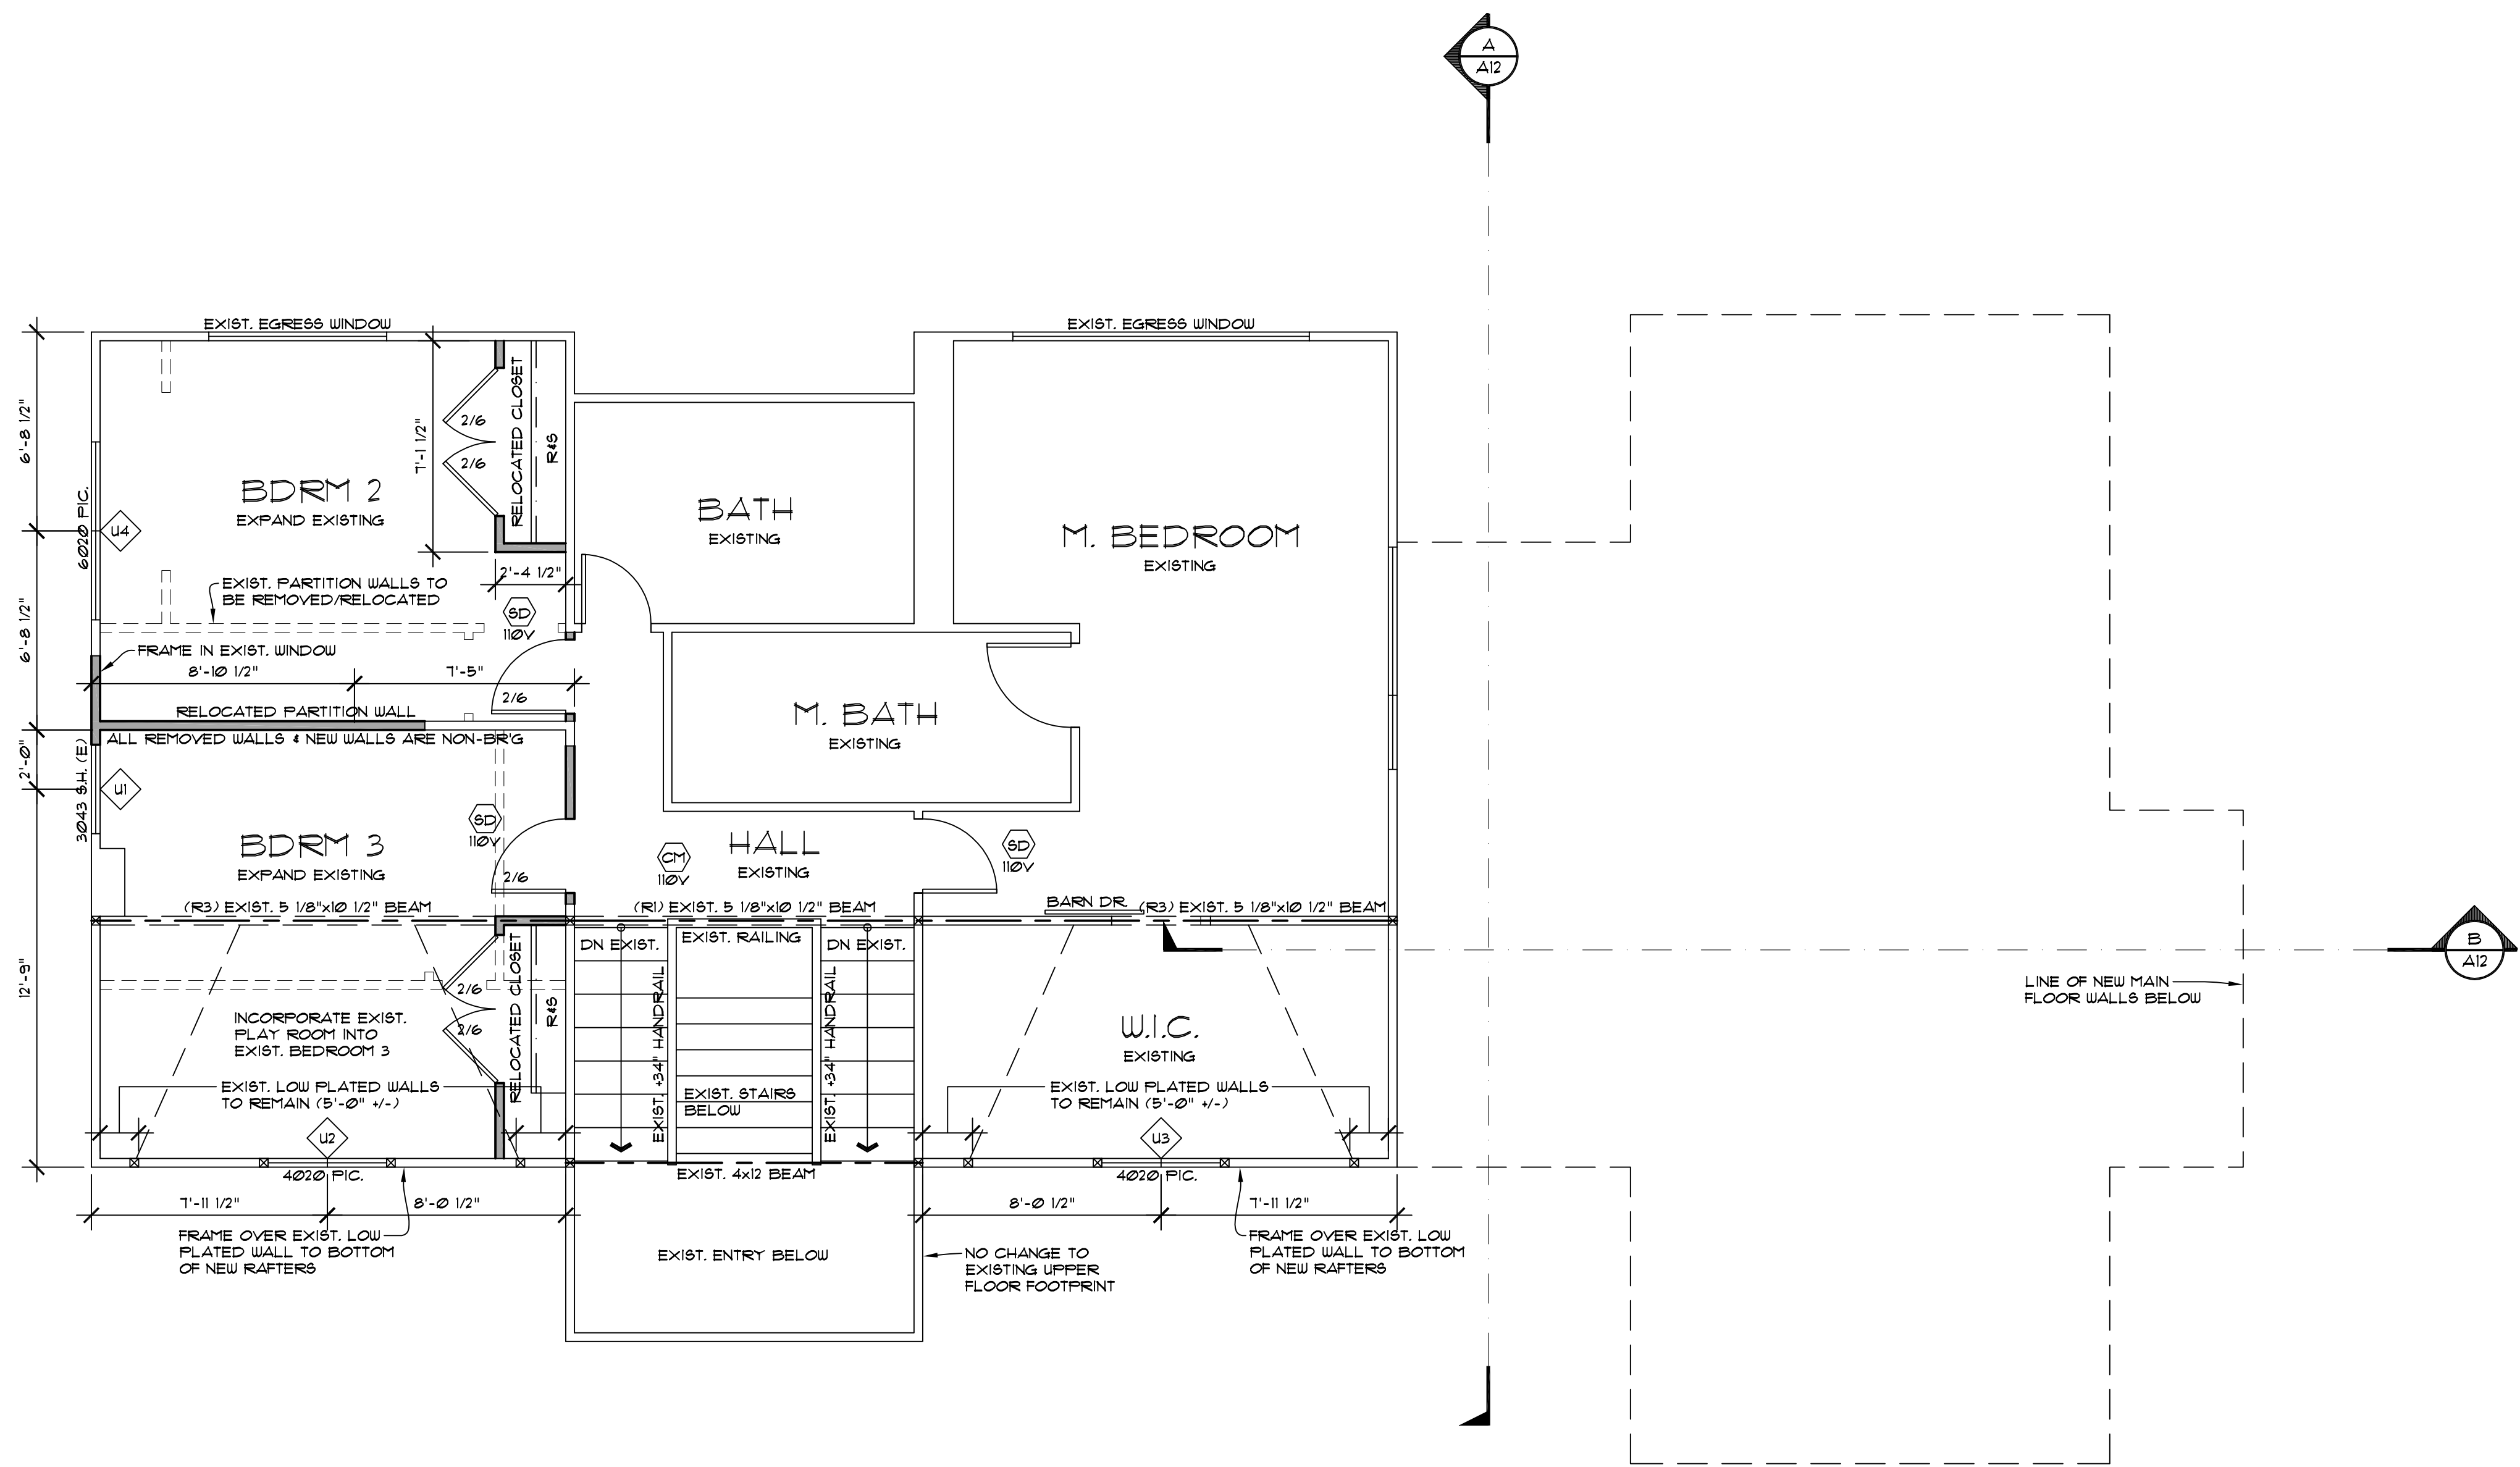 A
A12
EXIST. EGRESS WINDOW
EXIST. EGRESS WINDOW
6'-8 1/2"
7'-1 1/2"
2/6
2/6
RELOCATED CLOSET
R&S
BDRM 2
EXPAND EXISTING
6020 PIC.
U4
BATH
EXISTING
M. BEDROOM
EXISTING
2'-4 1/2"
EXIST. PARTITION WALLS TO
BE REMOVED/RELOCATED
SD
110V
6'-8 1/2"
FRAME IN EXIST. WINDOW
8'-10 1/2"
7'-5"
2/6
RELOCATED PARTITION WALL
ALL REMOVED WALLS & NEW WALLS ARE NON-BR'G
M. BATH
EXISTING
2'-0"
3043 S.H. (E)
U1
SD
110V
BDRM 3
EXPAND EXISTING
2/6
CM
110V
HALL
EXISTING
SD
110V
(R3) EXIST. 5 1/8"x10 1/2" BEAM
(R1) EXIST. 5 1/8"x10 1/2" BEAM
BARN DR.
(R3) EXIST. 5 1/8"x10 1/2" BEAM
DN EXIST.
EXIST. RAILING
DN EXIST.
B
A12
12'-9"
2/6
2/6
RELOCATED CLOSET
R&S
EXIST. +34" HANDRAIL
EXIST. +34" HANDRAIL
LINE OF NEW MAIN
FLOOR WALLS BELOW
INCORPORATE EXIST.
PLAY ROOM INTO
EXIST. BEDROOM 3
W.I.C.
EXISTING
EXIST. LOW PLATED WALLS
TO REMAIN (5'-0" +/-)
EXIST. STAIRS
BELOW
EXIST. LOW PLATED WALLS
TO REMAIN (5'-0" +/-)
U2
U3
4020 PIC.
EXIST. 4x12 BEAM
4020 PIC.
7'-11 1/2"
8'-0 1/2"
8'-0 1/2"
7'-11 1/2"
FRAME OVER EXIST. LOW
PLATED WALL TO BOTTOM
OF NEW RAFTERS
EXIST. ENTRY BELOW
NO CHANGE TO
EXISTING UPPER
FLOOR FOOTPRINT
FRAME OVER EXIST. LOW
PLATED WALL TO BOTTOM
OF NEW RAFTERS